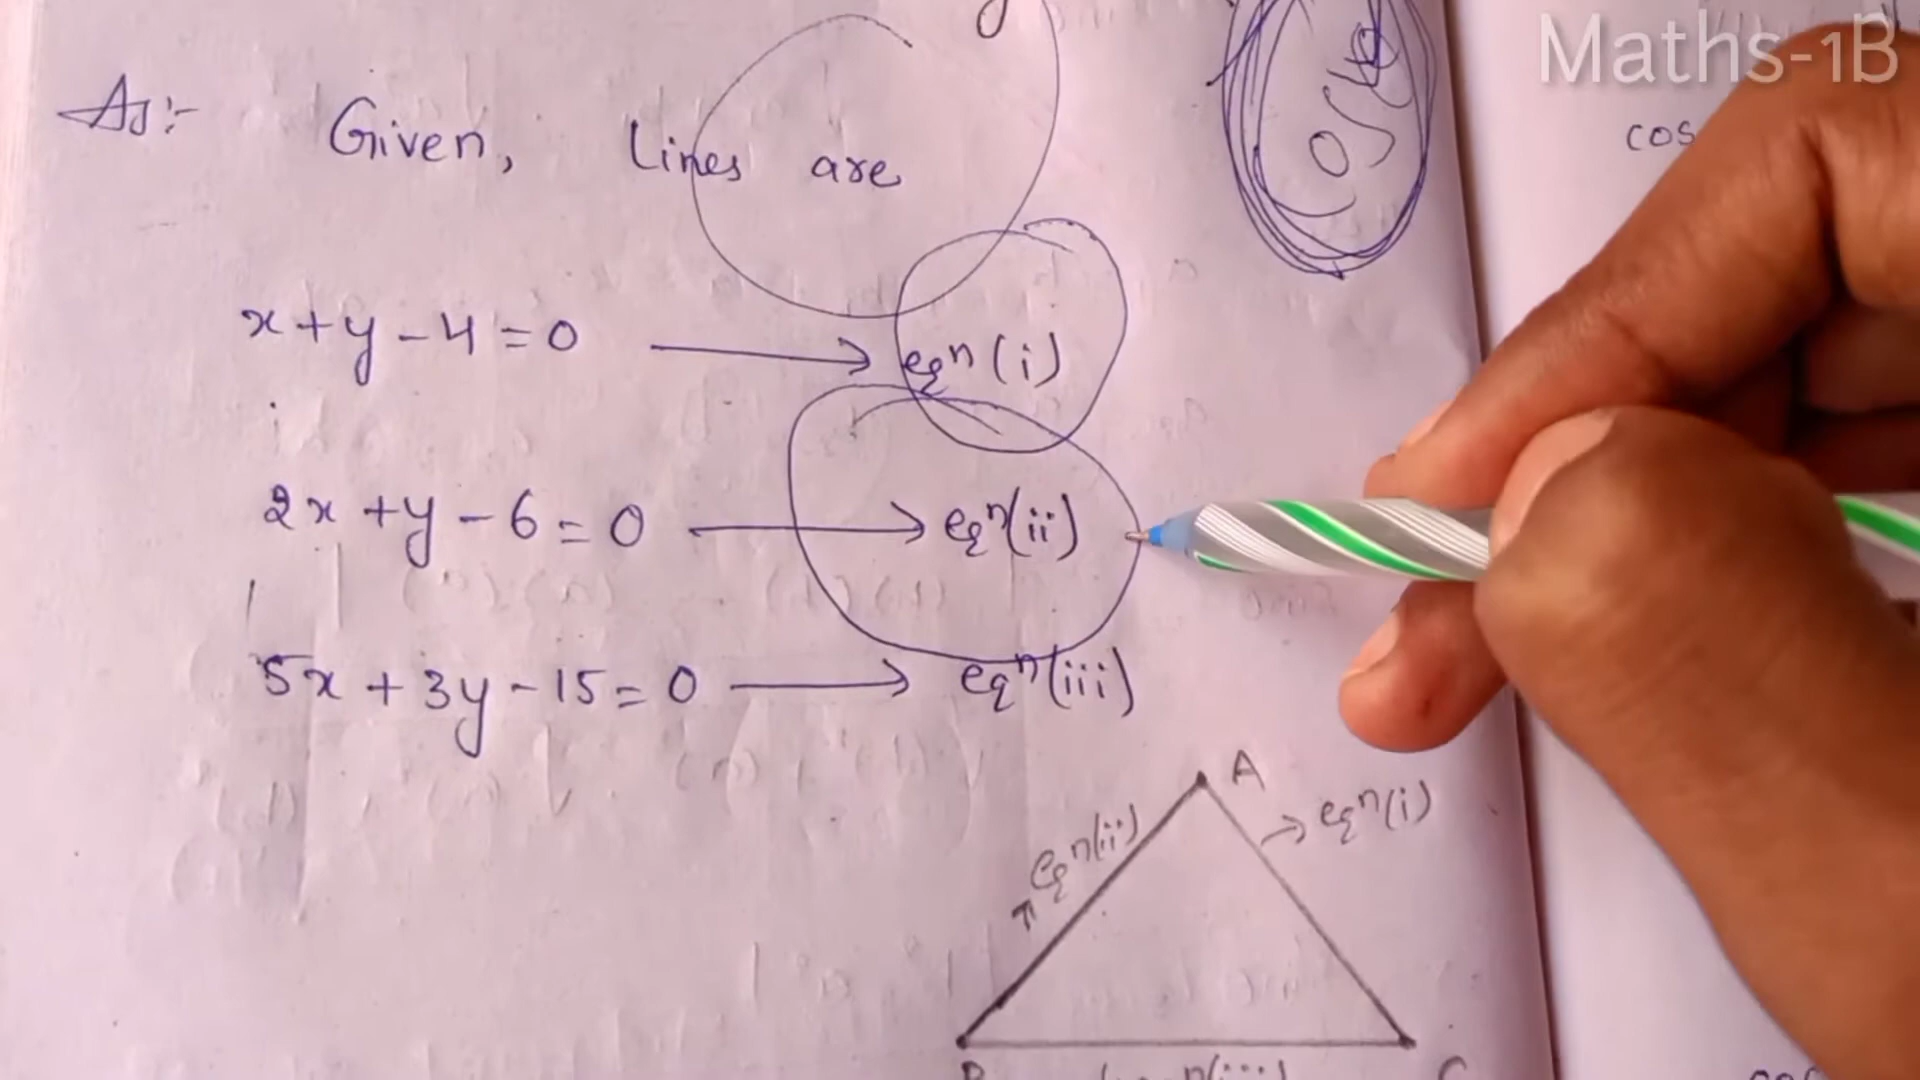 Maths-1B
As:- Given, Lines are
cos
x+y-4=0 → eqⁿ(i)
2x+y-6=0 → eqⁿ(ii)
5x+3y-15=0 → eqⁿ(iii)
A
eqⁿ(ii) → eqⁿ(i)
B C